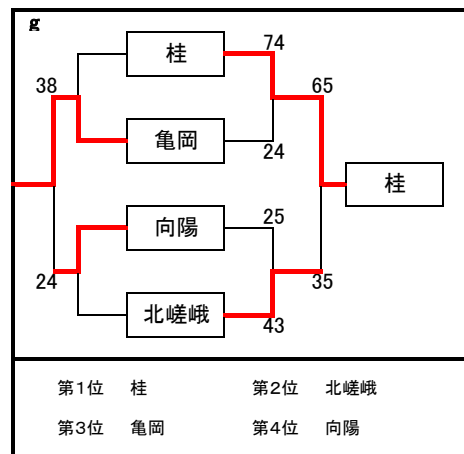 g
桂
74
38
65
亀岡
24
桂
向陽
25
24
35
北嵯峨
43
第1位 桂 第2位 北嵯峨
第3位 亀岡 第4位 向陽